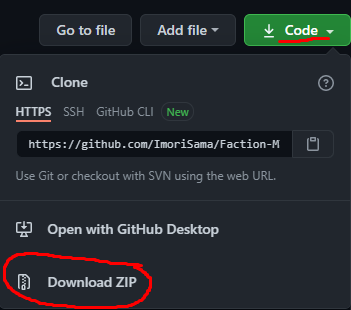 Go to file Add file Code
Clone
HTTPS SSH GitHub CLI New
https://github.com/ImoriSama/Faction-M
Use Git or checkout with SVN using the web URL.
Open with GitHub Desktop
Download ZIP